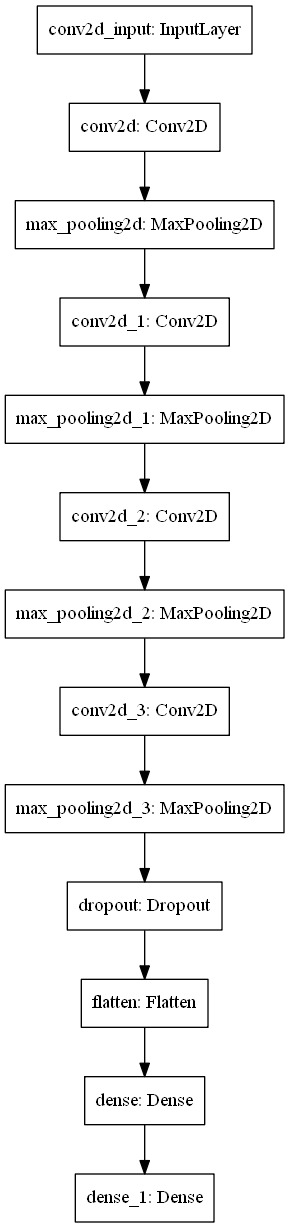 conv2d_input: InputLayer
conv2d: Conv2D
max_pooling2d: MaxPooling2D
conv2d_1: Conv2D
max_pooling2d_1: MaxPooling2D
conv2d_2: Conv2D
max_pooling2d_2: MaxPooling2D
conv2d_3: Conv2D
max_pooling2d_3: MaxPooling2D
dropout: Dropout
flatten: Flatten
dense: Dense
dense_1: Dense